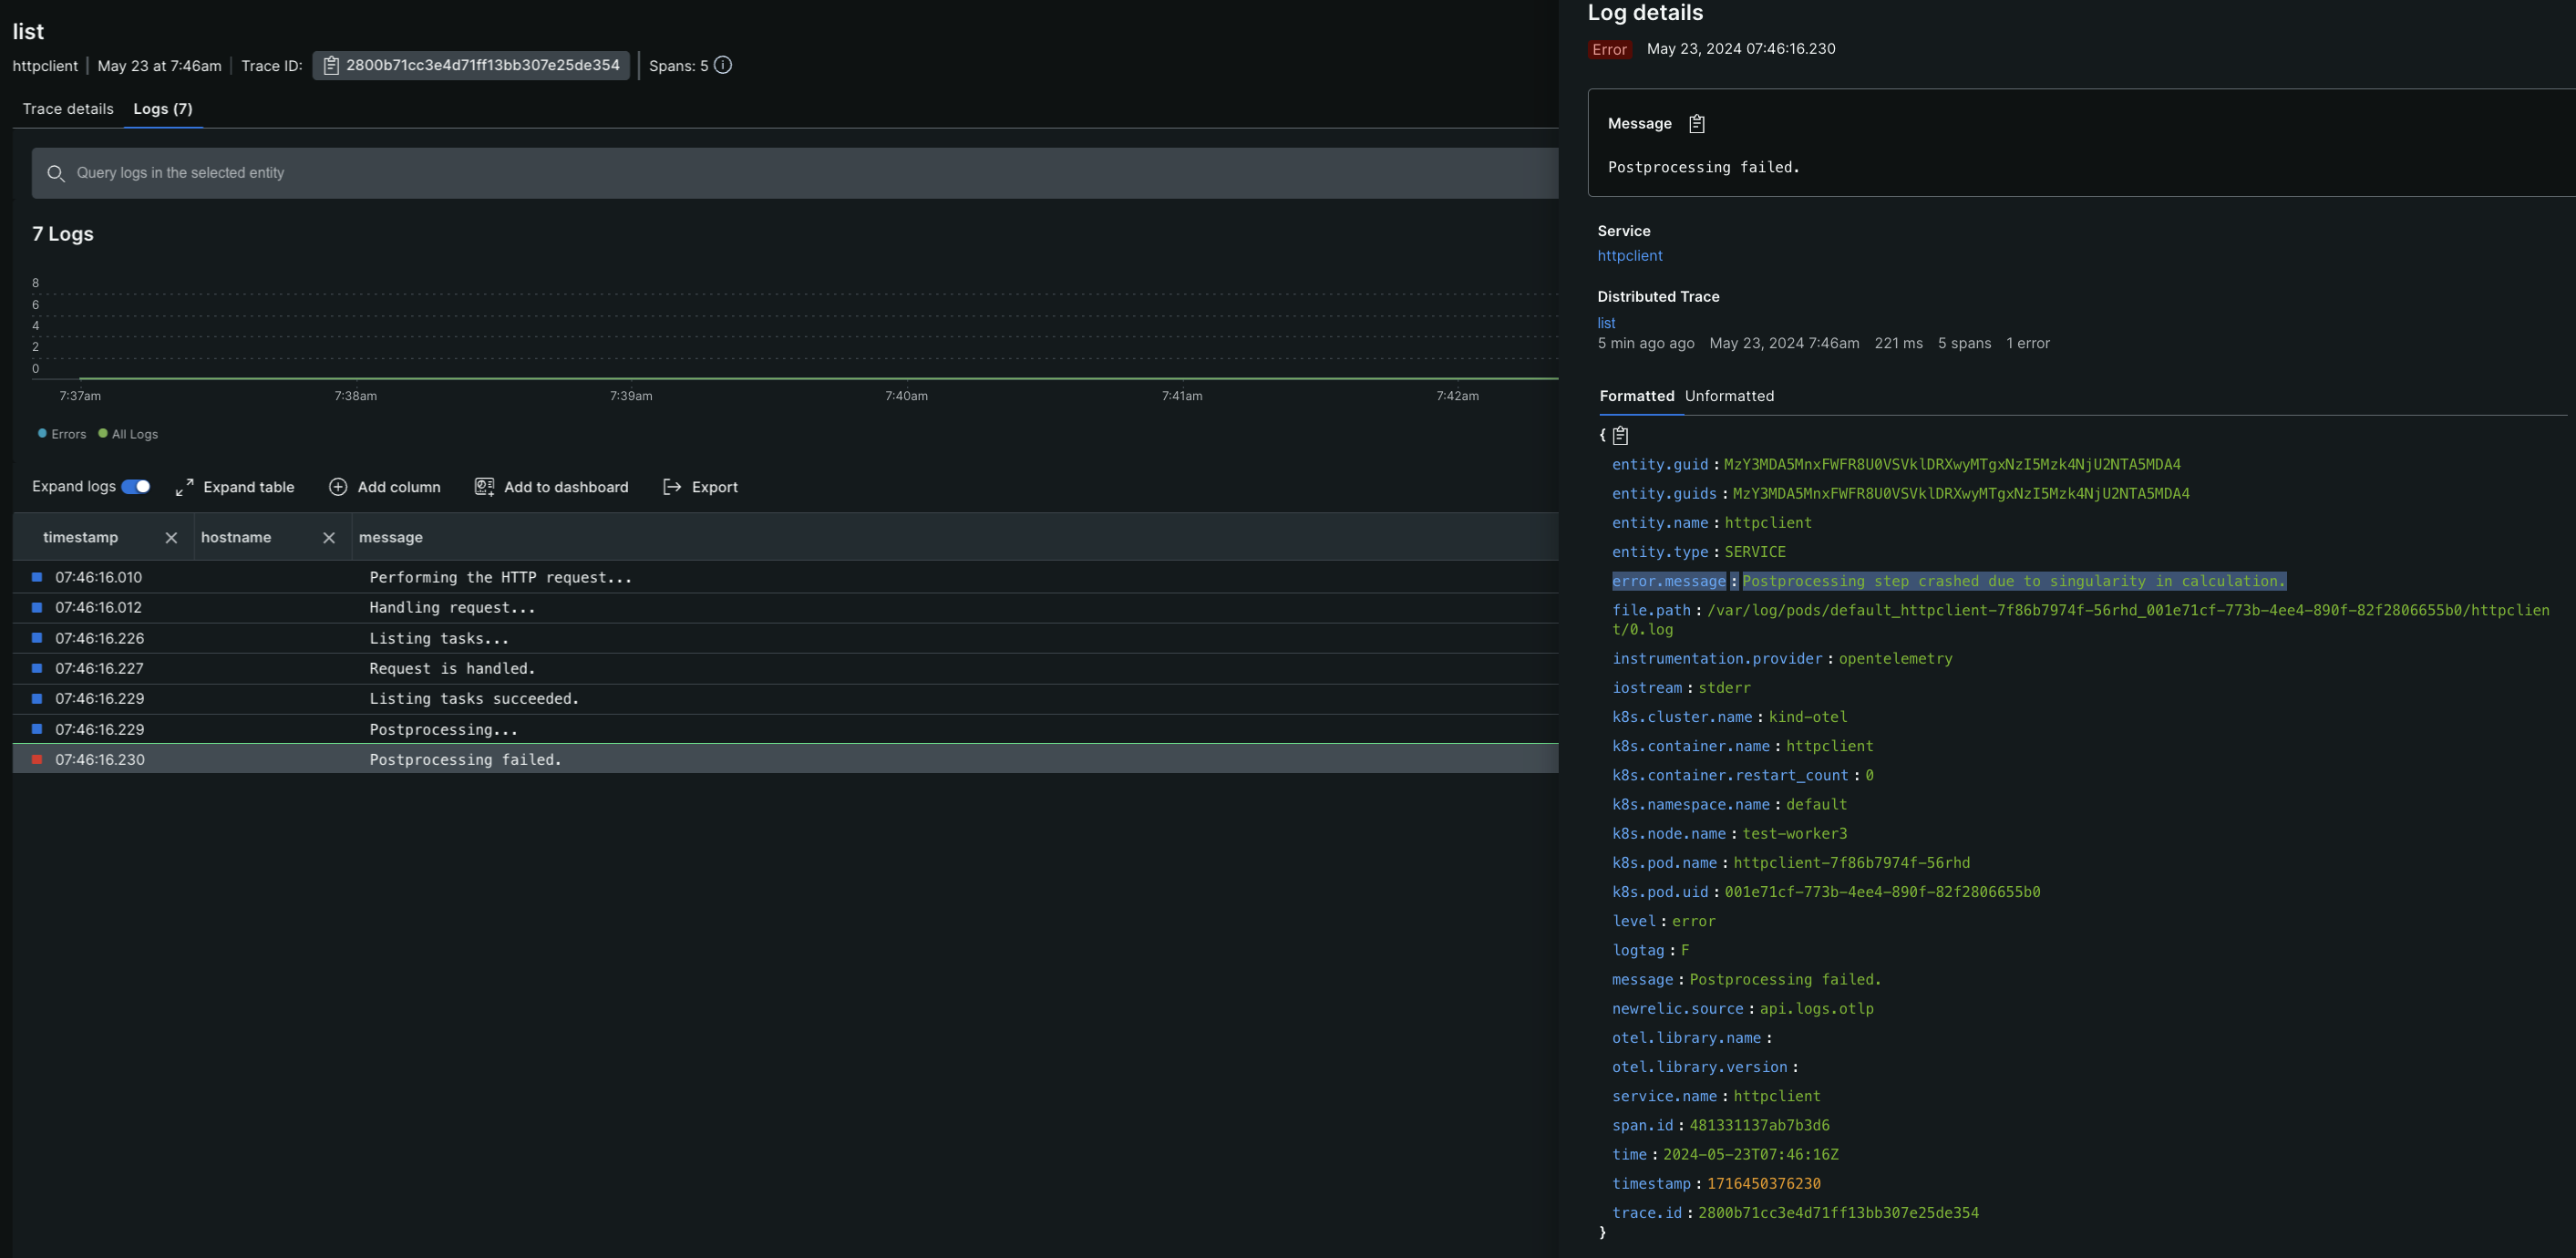 list
httpclient | May 23 at 7:46am | Trace ID: 2800b71cc3e4d71ff13bb307e25de354 | Spans: 5
Trace details Logs (7)
Query logs in the selected entity
7 Logs
8
6
4
2
0
7:37am 7:38am 7:39am 7:40am 7:41am 7:42am
Errors All Logs
Expand logs Expand table Add column Add to dashboard Export
timestamp hostname message
07:46:16.010 Performing the HTTP request...
07:46:16.012 Handling request...
07:46:16.226 Listing tasks...
07:46:16.227 Request is handled.
07:46:16.229 Listing tasks succeeded.
07:46:16.229 Postprocessing...
07:46:16.230 Postprocessing failed.
Log details
Error May 23, 2024 07:46:16.230
Message
Postprocessing failed.
Service
httpclient
Distributed Trace
list
5 min ago ago May 23, 2024 7:46am 221 ms 5 spans 1 error
Formatted Unformatted
{
entity.guid : MzY3MDA5MnxFWFR8U0VSVklDRXwyMTgxNzI5Mzk4NjU2NTA5MDA4
entity.guids : MzY3MDA5MnxFWFR8U0VSVklDRXwyMTgxNzI5Mzk4NjU2NTA5MDA4
entity.name : httpclient
entity.type : SERVICE
error.message : Postprocessing step crashed due to singularity in calculation.
file.path : /var/log/pods/default_httpclient-7f86b7974f-56rhd_001e71cf-773b-4ee4-890f-82f2806655b0/httpclien
t/0.log
instrumentation.provider : opentelemetry
iostream : stderr
k8s.cluster.name : kind-otel
k8s.container.name : httpclient
k8s.container.restart_count : 0
k8s.namespace.name : default
k8s.node.name : test-worker3
k8s.pod.name : httpclient-7f86b7974f-56rhd
k8s.pod.uid : 001e71cf-773b-4ee4-890f-82f2806655b0
level : error
logtag : F
message : Postprocessing failed.
newrelic.source : api.logs.otlp
otel.library.name :
otel.library.version :
service.name : httpclient
span.id : 481331137ab7b3d6
time : 2024-05-23T07:46:16Z
timestamp : 1716450376230
trace.id : 2800b71cc3e4d71ff13bb307e25de354
}